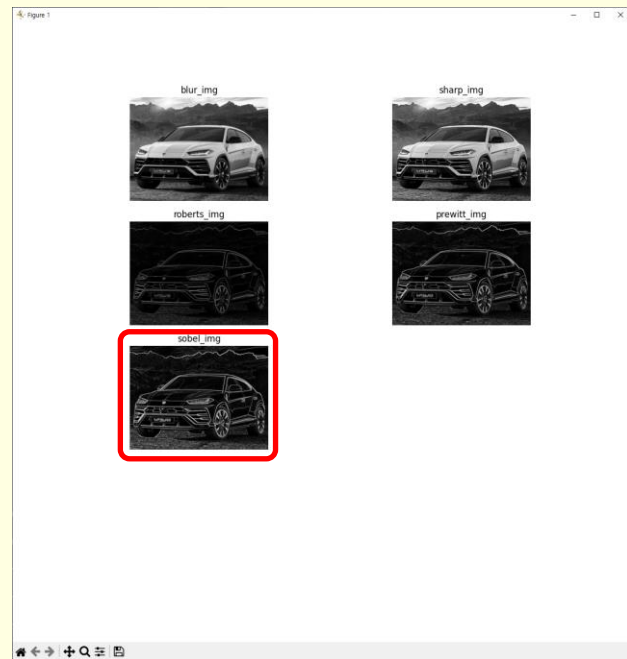 Figure 1
blur_img
sharp_img
roberts_img
prewitt_img
sobel_img